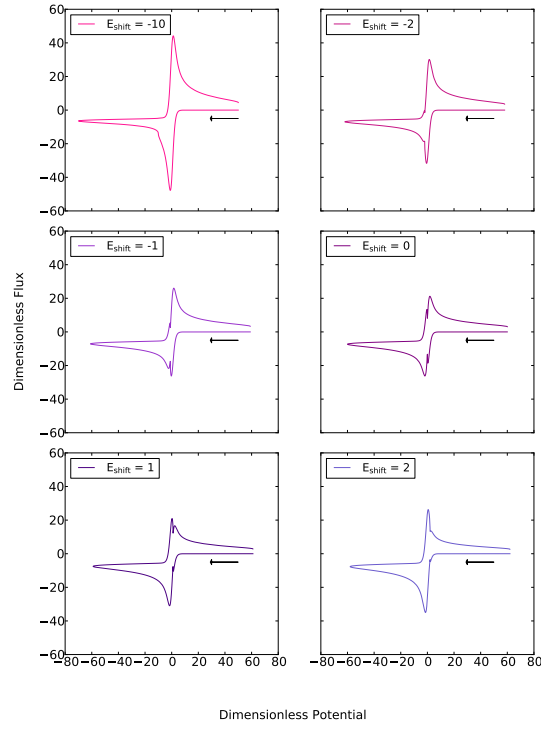 60
40
20
0
−20
−40
−60
E_shift = -10
E_shift = -2
60
40
20
0
−20
−40
−60
E_shift = -1
E_shift = 0
Dimensionless Flux
60
40
20
0
−20
−40
−60
E_shift = 1
E_shift = 2
−80 −60 −40 −20 0 20 40 60 80
−80 −60 −40 −20 0 20 40 60 80
Dimensionless Potential